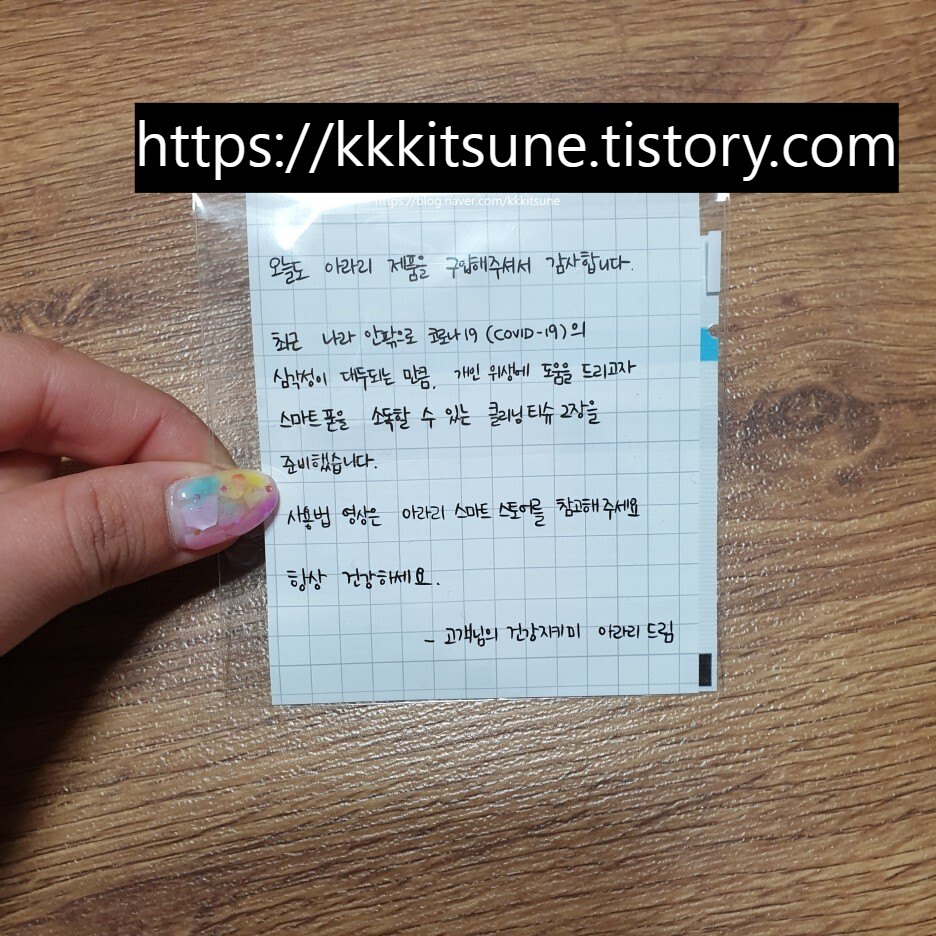 https://kkkitsune.tistory.com
https://blog.naver.com/kkkitsune
오늘도 아라리 제품을 구입해주셔서 감사합니다.
최근 나라 안팎으로 코로나19 (COVID-19)의
심각성이 대두되는 만큼, 개인 위생에 도움을 드리고자
스마트폰을 소독할 수 있는 클리닝 티슈 2장을
준비했습니다.
사용법 영상은 아라리 스마트 스토어를 참고해주세요
항상 건강하세요.
- 고객님의 건강지키미 아라리 드림